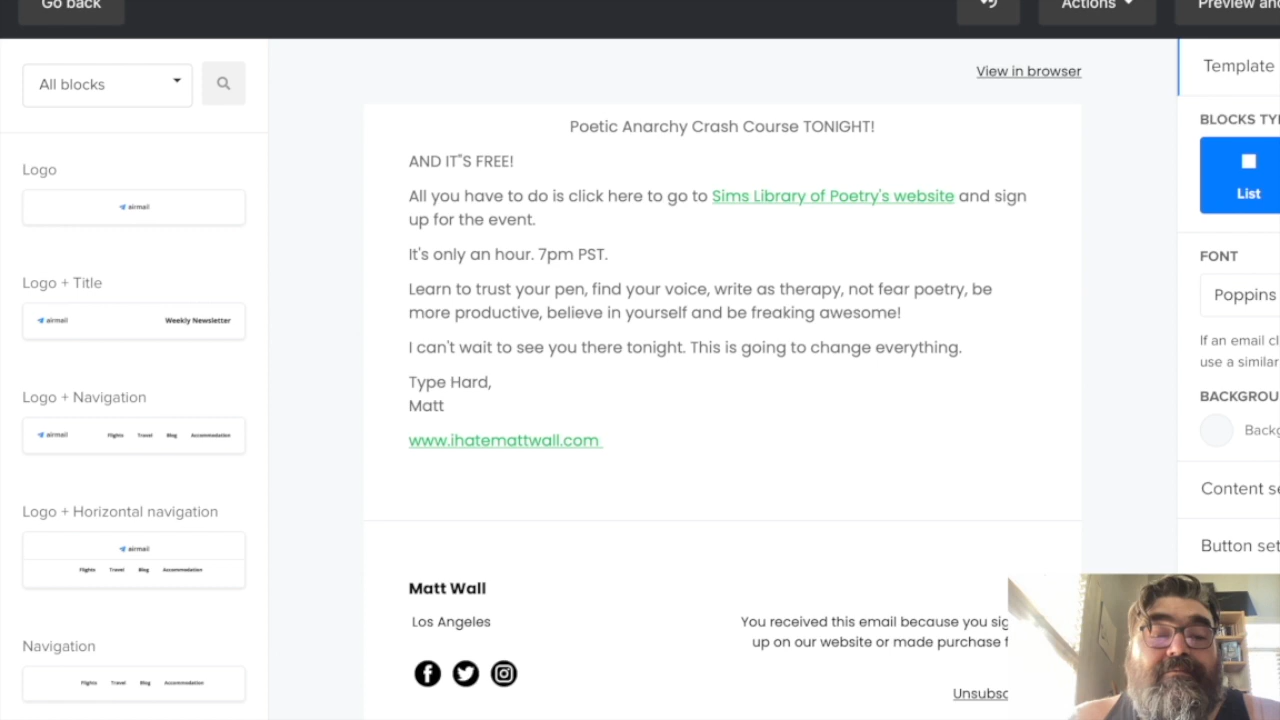 Go back
Actions
Preview and
All blocks
View in browser
Template
Logo
airmail
Logo + Title
airmail Weekly Newsletter
Logo + Navigation
airmail Flights Travel Blog Accommodation
Logo + Horizontal navigation
airmail
Flights Travel Blog Accommodation
Navigation
Flights Travel Blog Accommodation
Poetic Anarchy Crash Course TONIGHT!
AND IT"S FREE!
All you have to do is click here to go to Sims Library of Poetry's website and sign
up for the event.
It's only an hour. 7pm PST.
Learn to trust your pen, find your voice, write as therapy, not fear poetry, be
more productive, believe in yourself and be freaking awesome!
I can't wait to see you there tonight. This is going to change everything.
Type Hard,
Matt
www.ihatemattwall.com
Matt Wall
Los Angeles
You received this email because you sig
up on our website or made purchase f
Unsubsc
BLOCKS TYP
List
FONT
Poppins
If an email cl
use a similar
BACKGROU
Backg
Content se
Button set